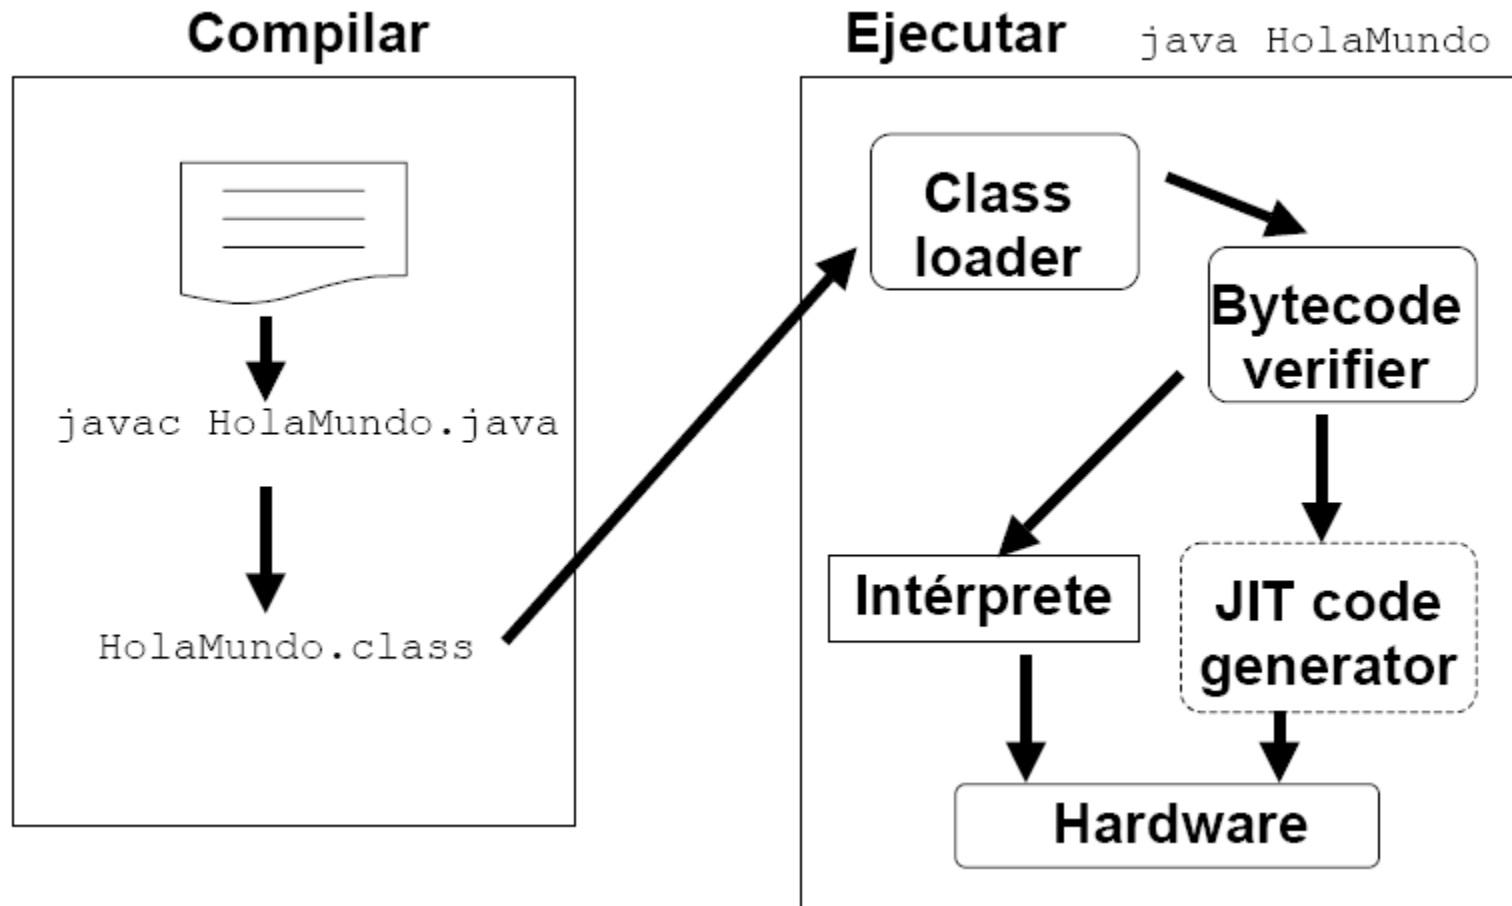 Compilar
javac HolaMundo.java
HolaMundo.class
Ejecutar
java HolaMundo
Class
loader
Bytecode
verifier
Intérprete
JIT code
generator
Hardware